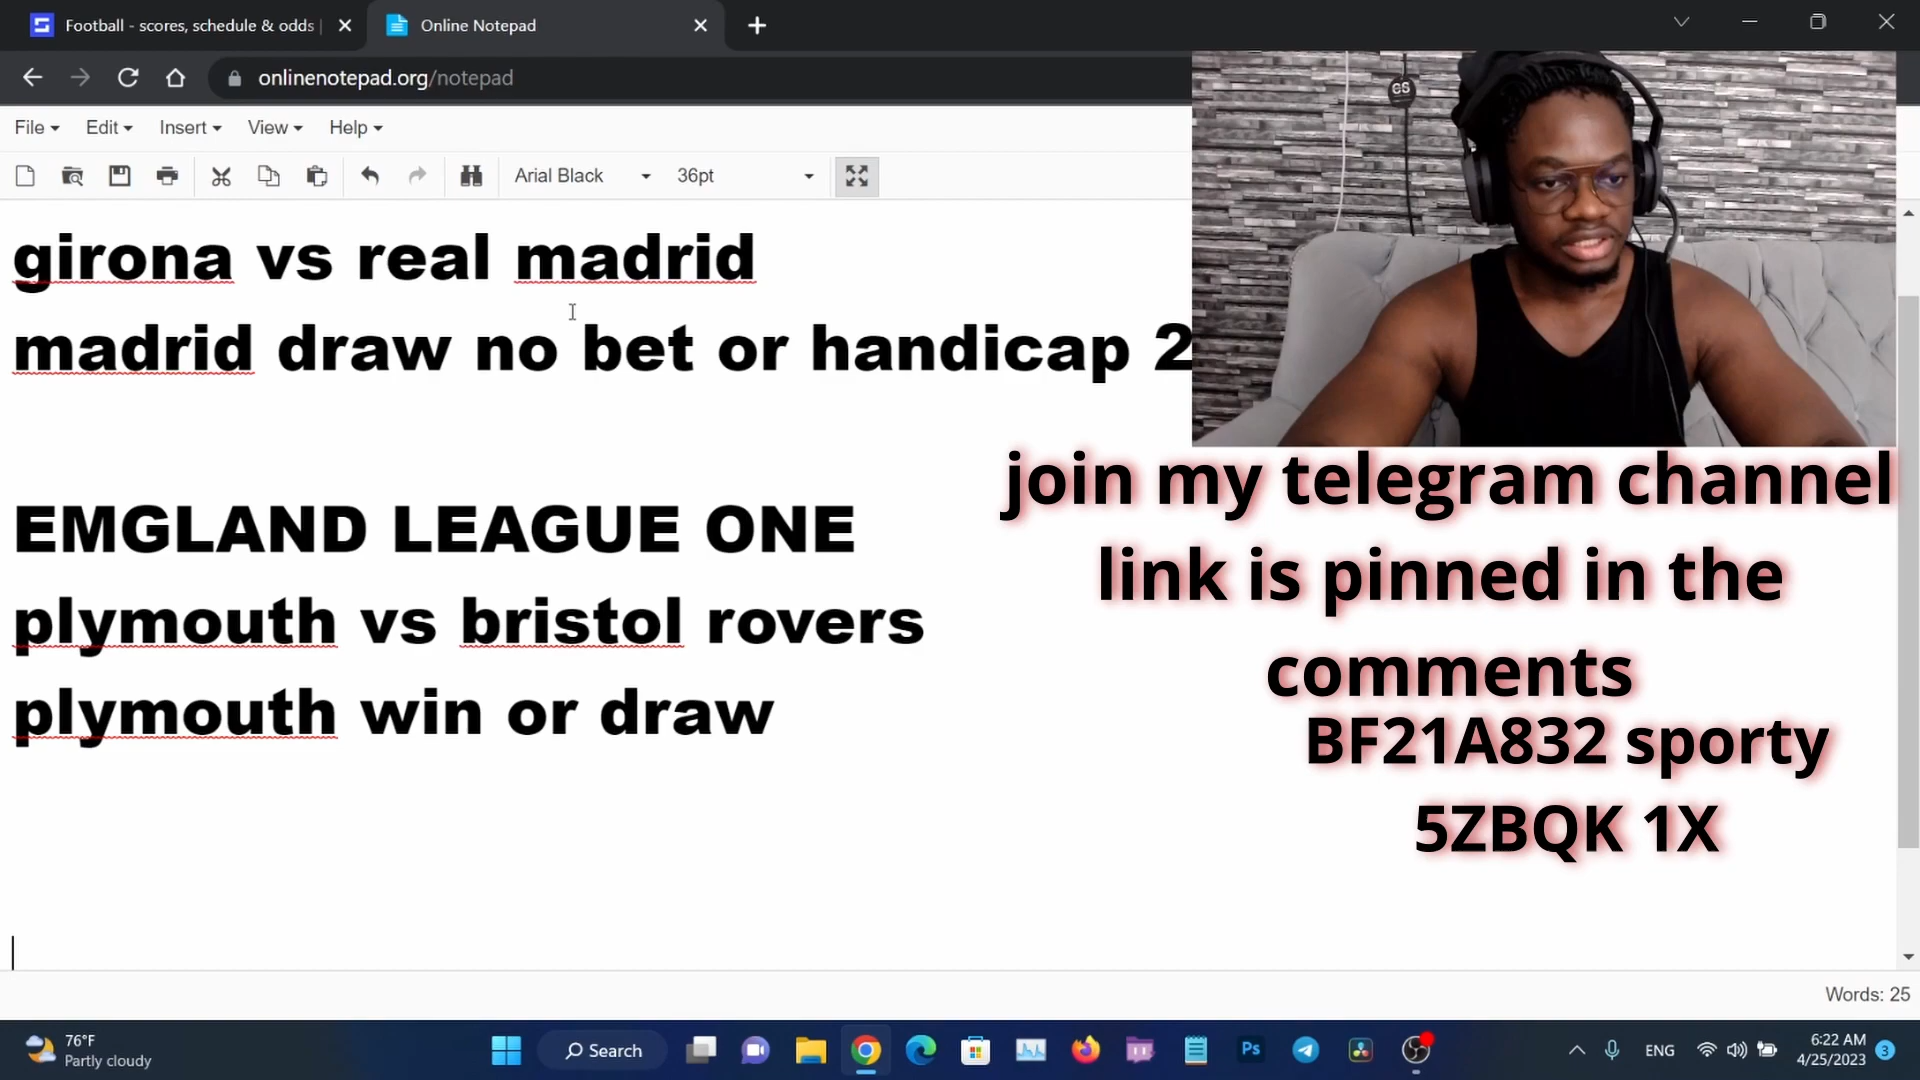 Football - scores, schedule & odds |
Online Notepad
onlinenotepad.org/notepad
File Edit Insert View Help
Arial Black 36pt
girona vs real madrid
madrid draw no bet or handicap 2
EMGLAND LEAGUE ONE
plymouth vs bristol rovers
plymouth win or draw
join my telegram channel
link is pinned in the
comments
BF21A832 sporty
5ZBQK 1X
Words: 25
76°F
Partly cloudy
Search
Ps
ENG
6:22 AM
4/25/2023
3